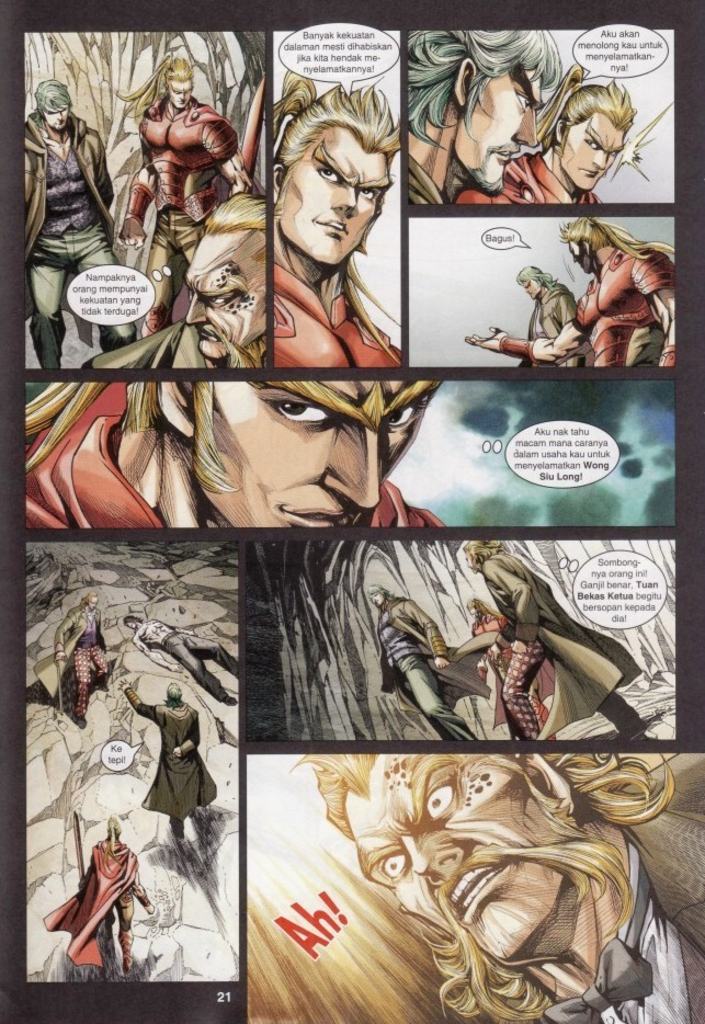 Nampaknya
orang mempunyai
kekuatan yang
tidak terduga!
Banyak kekuatan
dalaman mesti dihabiskan
jika kita hendak me-
nyelamatkannya!
Aku akan
menolong kau untuk
menyelamatkan-
nya!
Bagus!
Aku nak tahu
macam mana caranya
dalam usaha kau untuk
menyelamatkan Wong
Siu Long!
Ke
tepi!
Sombong-
nya orang ini!
Ganjil benar, Tuan
Bekas Ketua begitu
bersopan kepada
dia!
Ah!
21